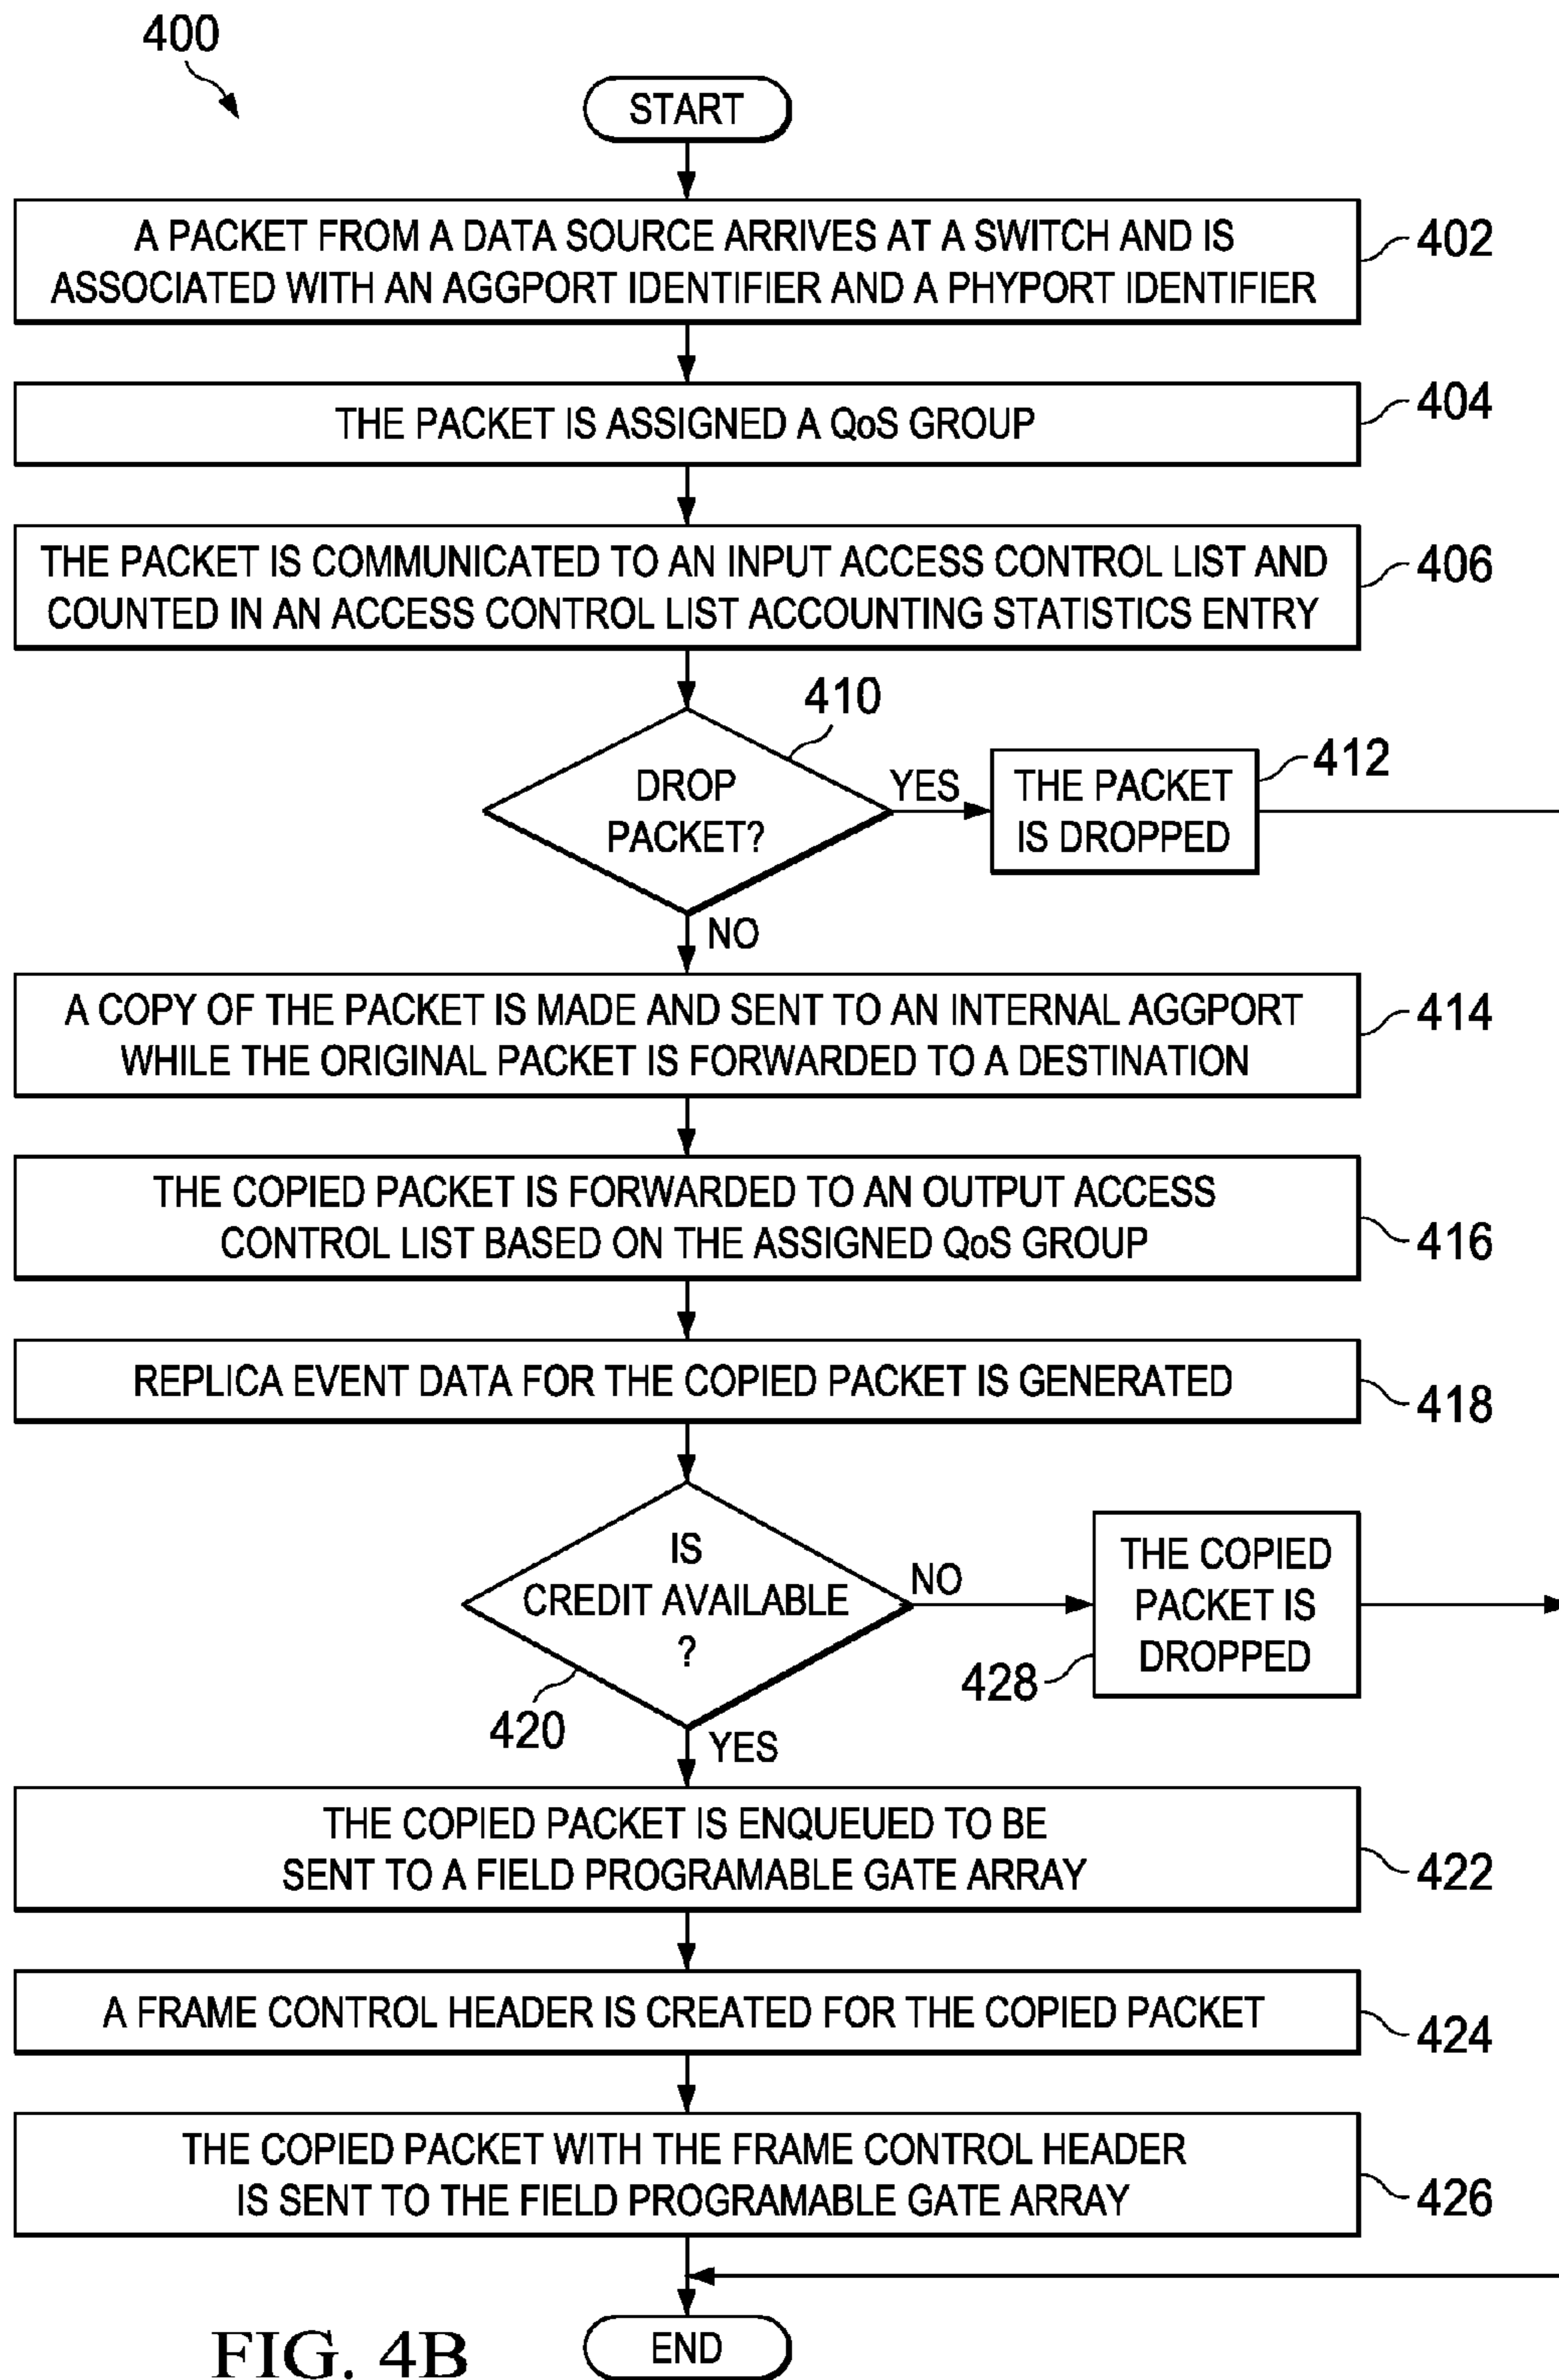 400
START
A PACKET FROM A DATA SOURCE ARRIVES AT A SWITCH AND IS
ASSOCIATED WITH AN AGGPORT IDENTIFIER AND A PHYPORT IDENTIFIER
402
THE PACKET IS ASSIGNED A QoS GROUP
404
THE PACKET IS COMMUNICATED TO AN INPUT ACCESS CONTROL LIST AND
COUNTED IN AN ACCESS CONTROL LIST ACCOUNTING STATISTICS ENTRY
406
410
DROP
PACKET?
YES
THE PACKET
IS DROPPED
412
NO
A COPY OF THE PACKET IS MADE AND SENT TO AN INTERNAL AGGPORT
WHILE THE ORIGINAL PACKET IS FORWARDED TO A DESTINATION
414
THE COPIED PACKET IS FORWARDED TO AN OUTPUT ACCESS
CONTROL LIST BASED ON THE ASSIGNED QoS GROUP
416
REPLICA EVENT DATA FOR THE COPIED PACKET IS GENERATED
418
IS
CREDIT AVAILABLE
?
420
NO
THE COPIED
PACKET IS
DROPPED
428
YES
THE COPIED PACKET IS ENQUEUED TO BE
SENT TO A FIELD PROGRAMABLE GATE ARRAY
422
A FRAME CONTROL HEADER IS CREATED FOR THE COPIED PACKET
424
THE COPIED PACKET WITH THE FRAME CONTROL HEADER
IS SENT TO THE FIELD PROGRAMABLE GATE ARRAY
426
END
FIG. 4B